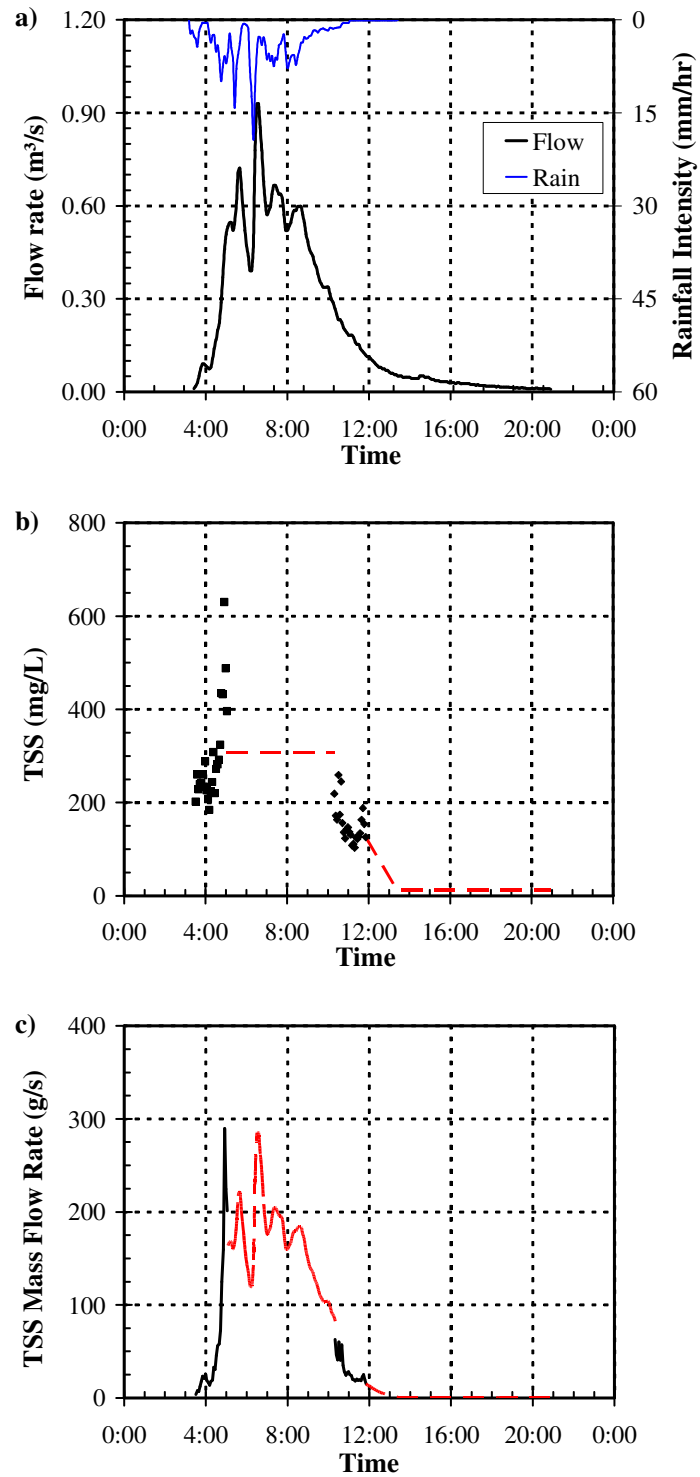 a)
1.20
0.90
0.60
0.30
0.00
Flow rate (m³/s)
0
15
30
45
60
Rainfall Intensity (mm/hr)
Flow
Rain
0:00 4:00 8:00 12:00 16:00 20:00 0:00
Time
b)
800
600
400
200
0
TSS (mg/L)
0:00 4:00 8:00 12:00 16:00 20:00 0:00
Time
c)
400
300
200
100
0
TSS Mass Flow Rate (g/s)
0:00 4:00 8:00 12:00 16:00 20:00 0:00
Time